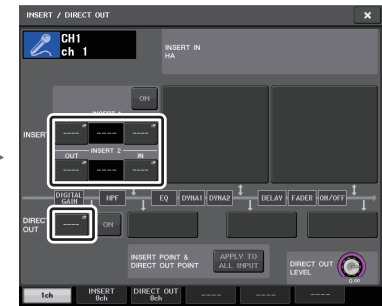 INSERT / DIRECT OUT
CH1
ch 1
INSERT IN
HA
ON
INSERT 1
INSERT
---- ---- ----
OUT INSERT 2 IN
---- ---- ----
DIGITAL GAIN HPF EQ DYNA1 DYNA2 DELAY FADER ON/OFF
DIRECT OUT
---- ON
INSERT POINT & DIRECT OUT POINT
APPLY TO ALL INPUT
DIRECT OUT LEVEL
0.00
1ch
INSERT 8ch
DIRECT OUT 8ch
---- ---- ----